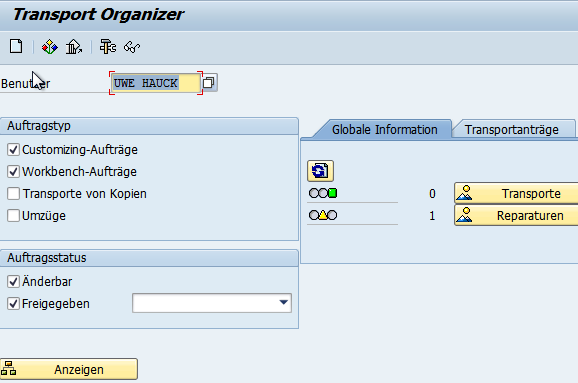 Transport Organizer
Benutzer UWE HAUCK
Auftragstyp
Customizing-Aufträge
Workbench-Aufträge
Transporte von Kopien
Umzüge
Auftragsstatus
Änderbar
Freigegeben
Anzeigen
Globale Information Transportanträge
0 Transporte
1 Reparaturen